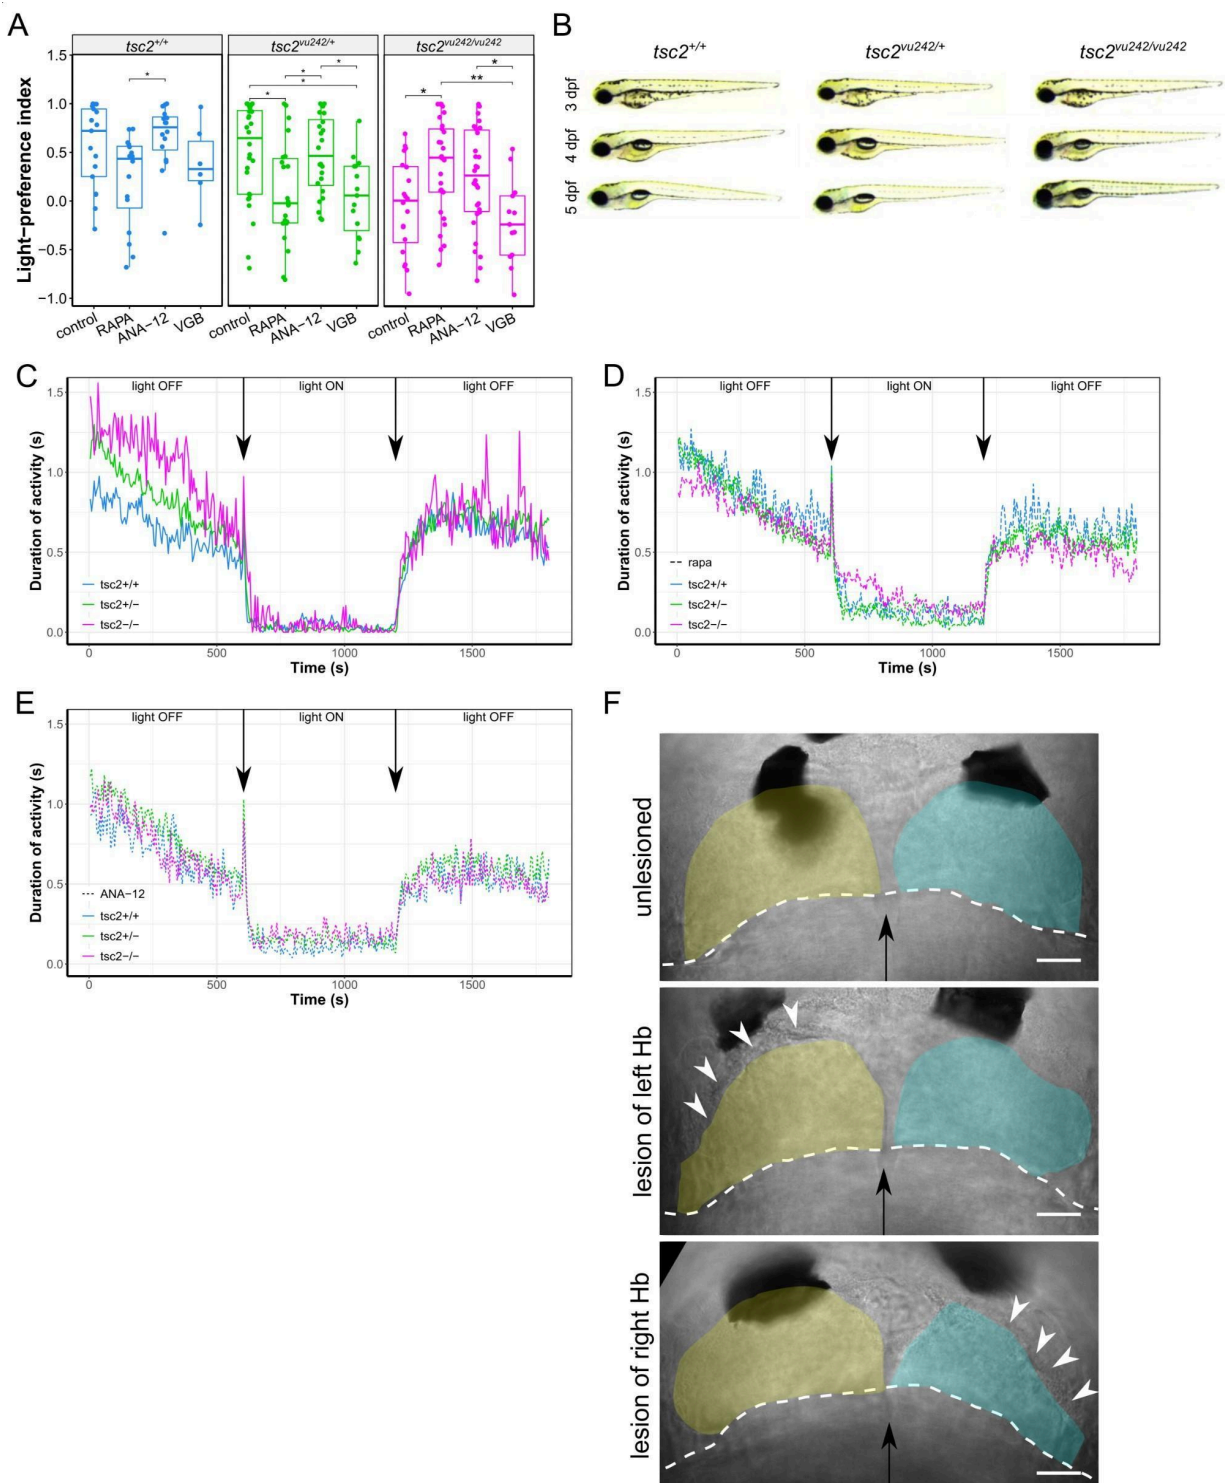 A
tsc2+/+ tsc2vu242/+ tsc2vu242/vu242
* * * * * * ** *
1.5
1.0
0.5
0.0
−0.5
−1.0
Light−preference index
control RAPA ANA−12 VGB control RAPA ANA−12 VGB control RAPA ANA−12 VGB
B
tsc2+/+ tsc2vu242/+ tsc2vu242/vu242
3 dpf
4 dpf
5 dpf
C
light OFF light ON light OFF
1.5
1.0
0.5
0.0
Duration of activity (s)
tsc2+/+
tsc2+/−
tsc2−/−
0 500 1000 1500
Time (s)
D
light OFF light ON light OFF
1.5
1.0
0.5
0.0
Duration of activity (s)
rapa
tsc2+/+
tsc2+/−
tsc2−/−
0 500 1000 1500
Time (s)
E
light OFF light ON light OFF
1.5
1.0
0.5
0.0
Duration of activity (s)
ANA−12
tsc2+/+
tsc2+/−
tsc2−/−
0 500 1000 1500
Time (s)
F
unlesioned
lesion of left Hb
lesion of right Hb